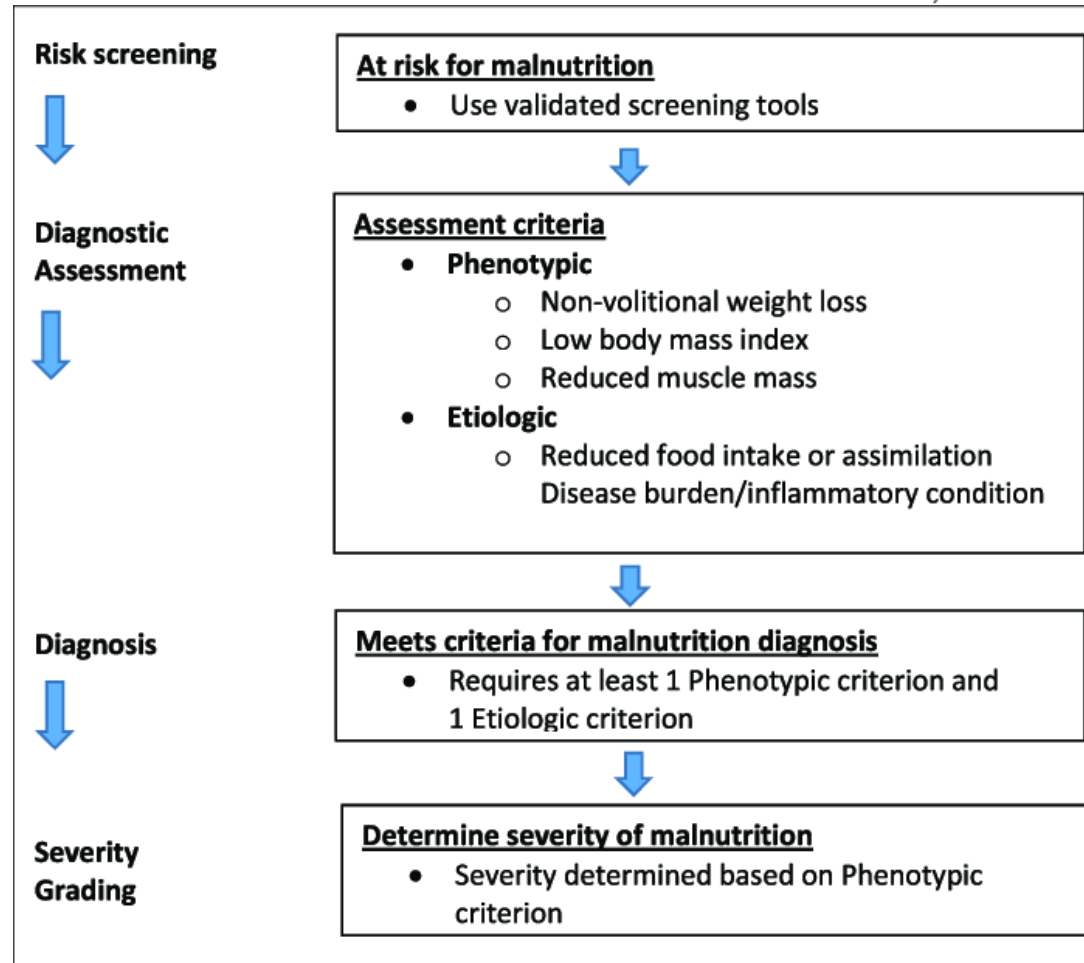 Risk screening
At risk for malnutrition
• Use validated screening tools
Diagnostic
Assessment
Assessment criteria
• Phenotypic
o Non-volitional weight loss
o Low body mass index
o Reduced muscle mass
• Etiologic
o Reduced food intake or assimilation
Disease burden/inflammatory condition
Diagnosis
Meets criteria for malnutrition diagnosis
• Requires at least 1 Phenotypic criterion and
1 Etiologic criterion
Severity
Grading
Determine severity of malnutrition
• Severity determined based on Phenotypic
criterion